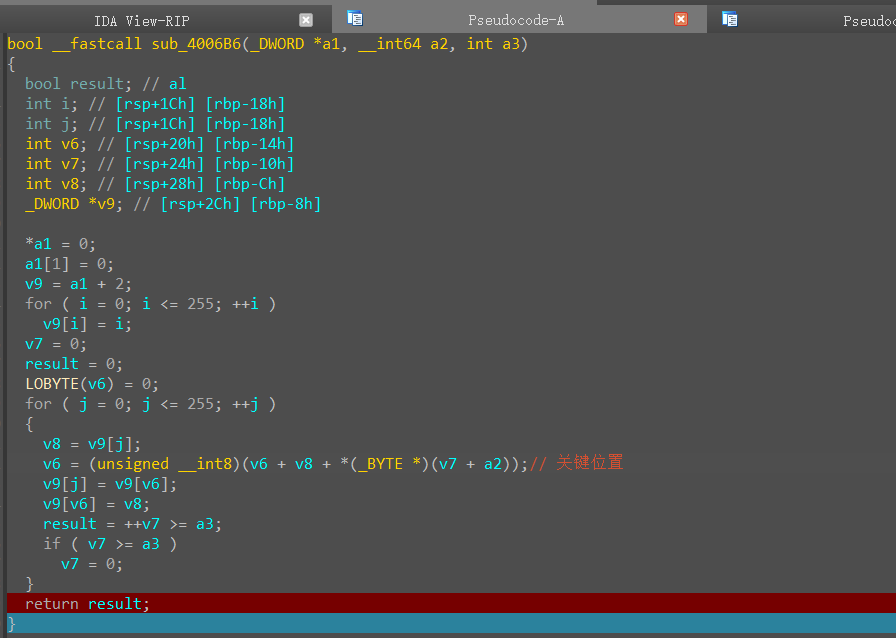 IDA View-RIP Pseudocode-A Pseudoc
bool __fastcall sub_4006B6(_DWORD *a1, __int64 a2, int a3)
{
  bool result; // al
  int i; // [rsp+1Ch] [rbp-18h]
  int j; // [rsp+1Ch] [rbp-18h]
  int v6; // [rsp+20h] [rbp-14h]
  int v7; // [rsp+24h] [rbp-10h]
  int v8; // [rsp+28h] [rbp-Ch]
  _DWORD *v9; // [rsp+2Ch] [rbp-8h]
  *a1 = 0;
  a1[1] = 0;
  v9 = a1 + 2;
  for ( i = 0; i <= 255; ++i )
    v9[i] = i;
  v7 = 0;
  result = 0;
  LOBYTE(v6) = 0;
  for ( j = 0; j <= 255; ++j )
  {
    v8 = v9[j];
    v6 = (unsigned __int8)(v6 + v8 + *(_BYTE *)(v7 + a2));// 关键位置
    v9[j] = v9[v6];
    v9[v6] = v8;
    result = ++v7 >= a3;
    if ( v7 >= a3 )
      v7 = 0;
  }
  return result;
}